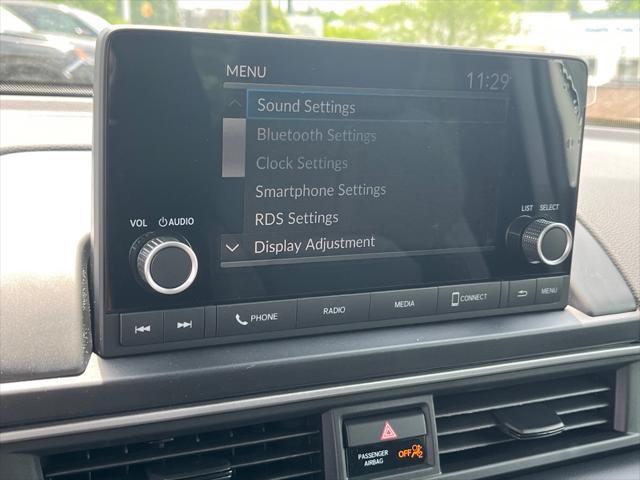 MENU 11:29
Sound Settings
Bluetooth Settings
Clock Settings
Smartphone Settings
RDS Settings
Display Adjustment
VOL AUDIO
LIST SELECT
PHONE RADIO MEDIA CONNECT MENU
PASSENGER
AIRBAG
OFF